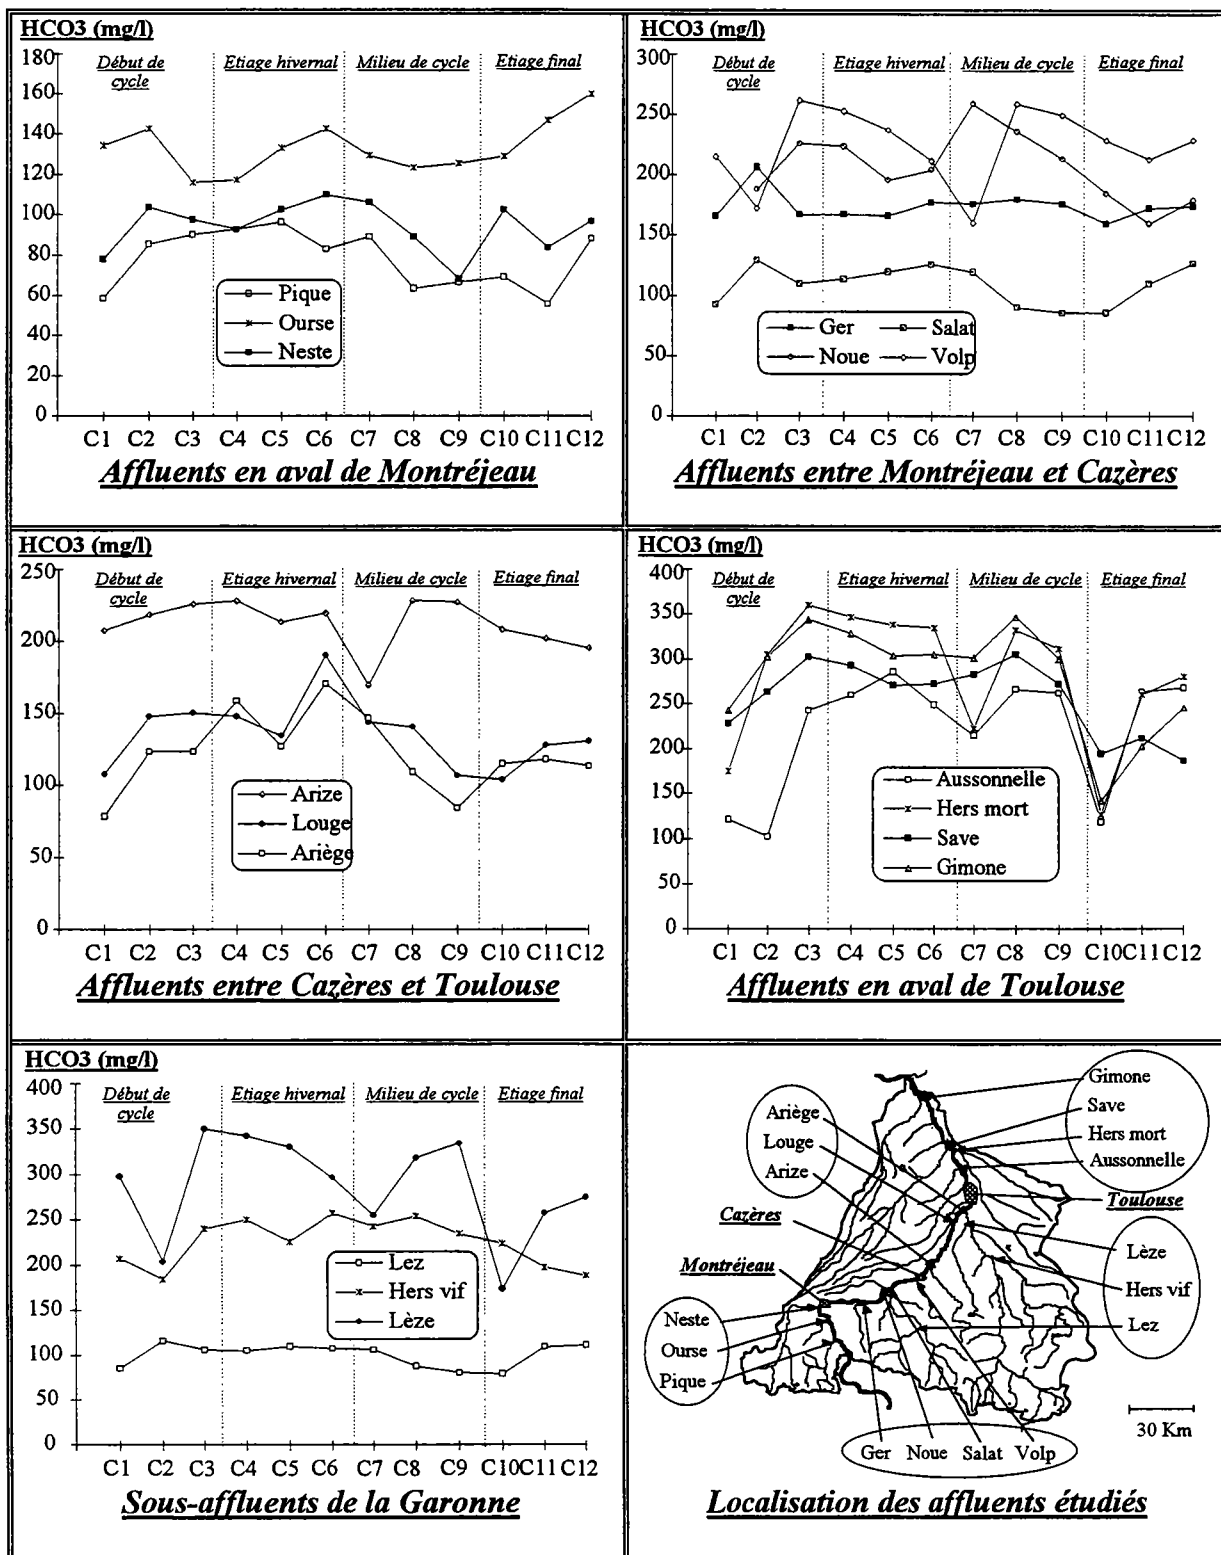 HCO3 (mg/l)
180
160
140
120
100
80
60
40
20
0
Début de cycle
Etiage hivernal
Milieu de cycle
Etiage final
Pique
Ourse
Neste
C1 C2 C3 C4 C5 C6 C7 C8 C9 C10 C11 C12
Affluents en aval de Montréjeau
HCO3 (mg/l)
300
250
200
150
100
50
0
Début de cycle
Etiage hivernal
Milieu de cycle
Etiage final
Ger Salat
Noue Volp
C1 C2 C3 C4 C5 C6 C7 C8 C9 C10 C11 C12
Affluents entre Montréjeau et Cazères
HCO3 (mg/l)
250
200
150
100
50
0
Début de cycle
Etiage hivernal
Milieu de cycle
Etiage final
Arize
Louge
Ariège
C1 C2 C3 C4 C5 C6 C7 C8 C9 C10 C11 C12
Affluents entre Cazères et Toulouse
HCO3 (mg/l)
400
350
300
250
200
150
100
50
0
Début de cycle
Etiage hivernal
Milieu de cycle
Etiage final
Aussonnelle
Hers mort
Save
Gimone
C1 C2 C3 C4 C5 C6 C7 C8 C9 C10 C11 C12
Affluents en aval de Toulouse
HCO3 (mg/l)
400
350
300
250
200
150
100
50
0
Début de cycle
Etiage hivernal
Milieu de cycle
Etiage final
Lez
Hers vif
Lèze
C1 C2 C3 C4 C5 C6 C7 C8 C9 C10 C11 C12
Sous-affluents de la Garonne
Gimone
Save
Hers mort
Aussonnelle
Toulouse
Ariège
Louge
Arize
Cazères
Montréjeau
Lèze
Hers vif
Lez
Neste
Ourse
Pique
Ger Noue Salat Volp
30 Km
Localisation des affluents étudiés